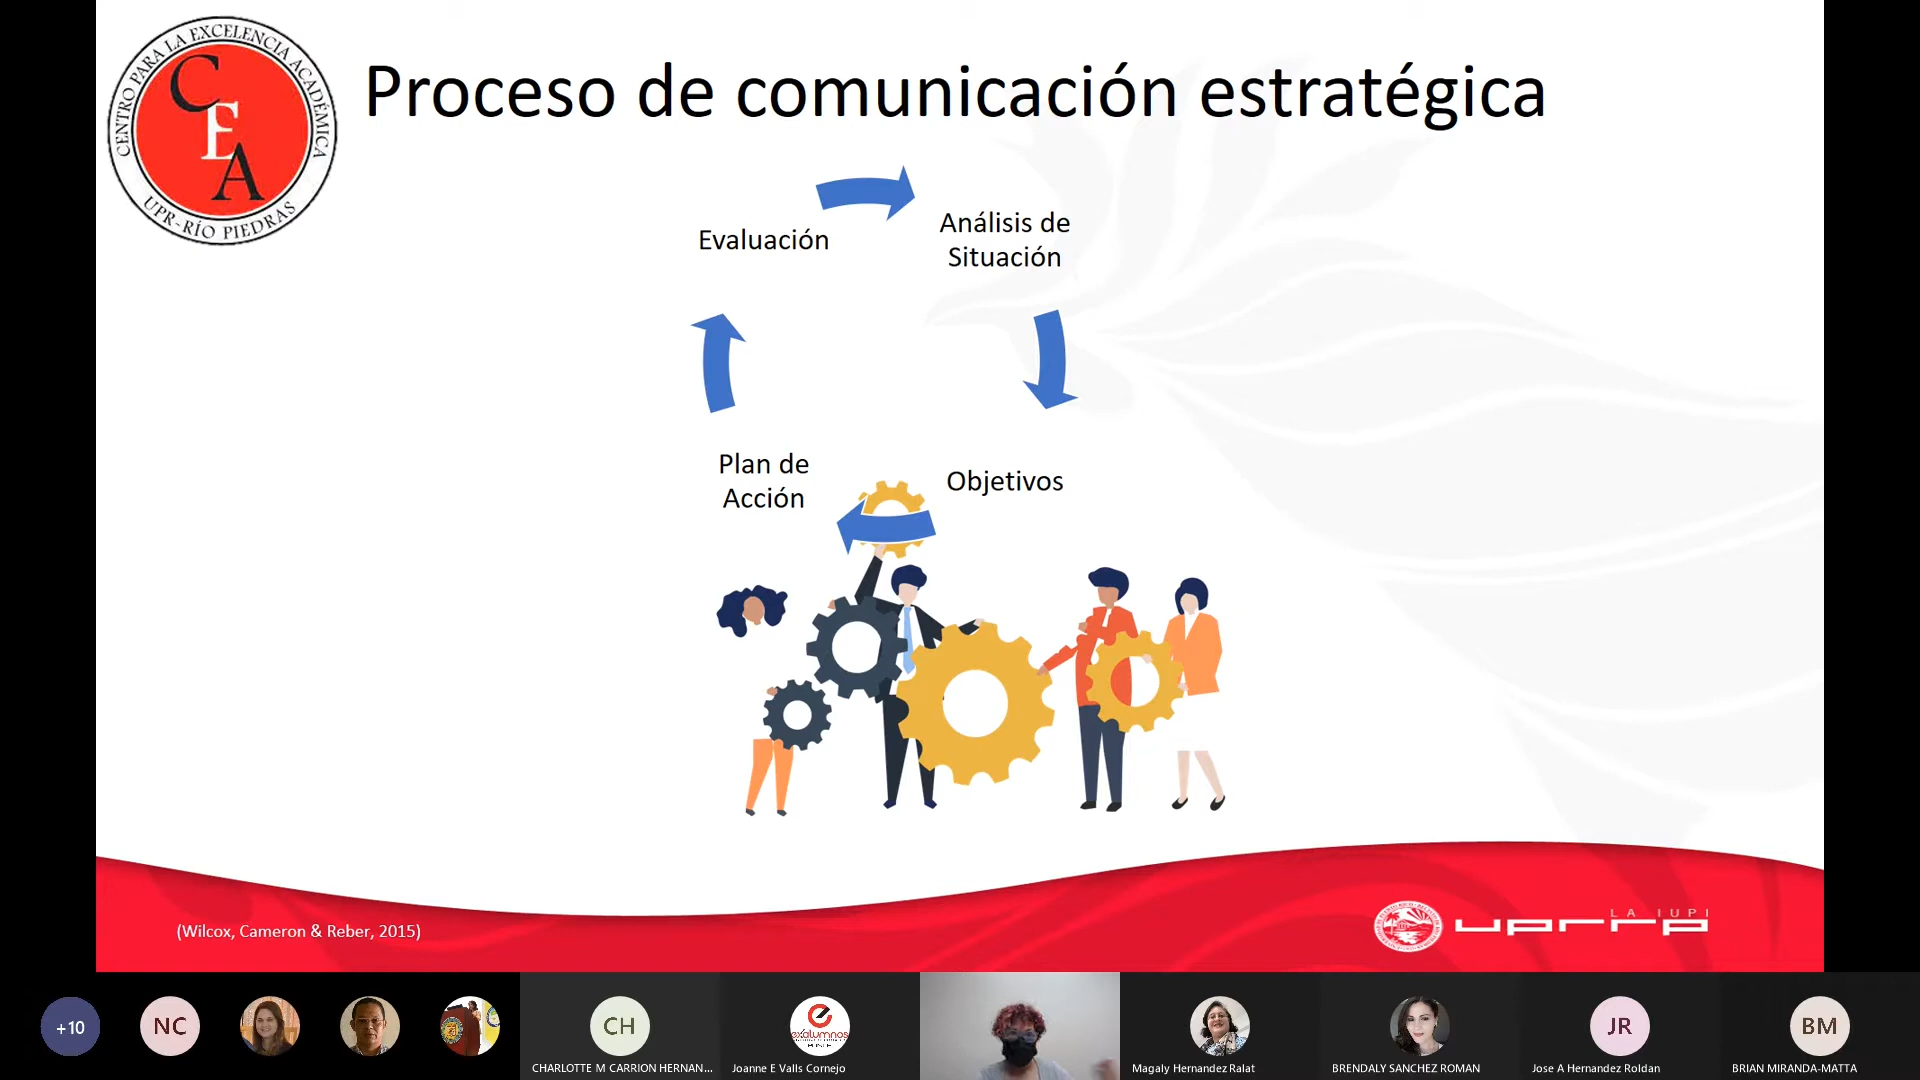 CENTRO PARA LA EXCELENCIA ACADÉMICA
C
E
A
UPR-RÍO PIEDRAS
Proceso de comunicación estratégica
Evaluación
Análisis de
Situación
Plan de
Acción
Objetivos
(Wilcox, Cameron & Reber, 2015)
LA IUPI
uprrp
+10
NC
CH
CHARLOTTE M CARRION HERNAN...
e
exalumnos
Joanne E Valls Cornejo
Magaly Hernandez Ralat
BRENDALY SANCHEZ ROMAN
JR
Jose A Hernandez Roldan
BM
BRIAN MIRANDA-MATTA